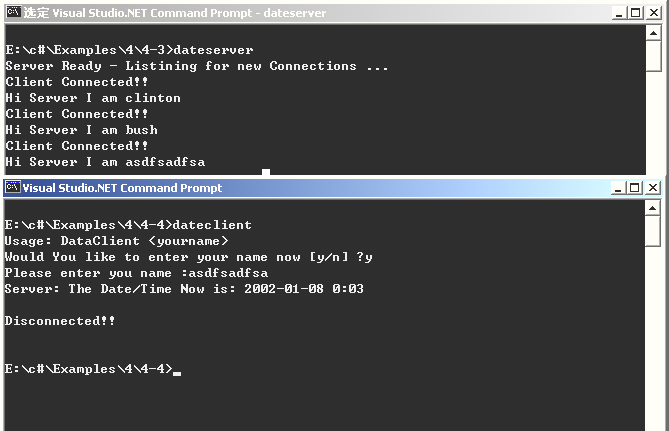 选定 Visual Studio.NET Command Prompt - dateserver
E:\c#\Examples\4\4-3>dateserver
Server Ready - Listining for new Connections ...
Client Connected!!
Hi Server I am clinton
Client Connected!!
Hi Server I am bush
Client Connected!!
Hi Server I am asdfsadfsa
Visual Studio.NET Command Prompt
E:\c#\Examples\4\4-4>dateclient
Usage: DataClient <yourname>
Would You like to enter your name now [y/n] ?y
Please enter you name :asdfsadfsa
Server: The Date/Time Now is: 2002-01-08 0:03
Disconnected!!
E:\c#\Examples\4\4-4>